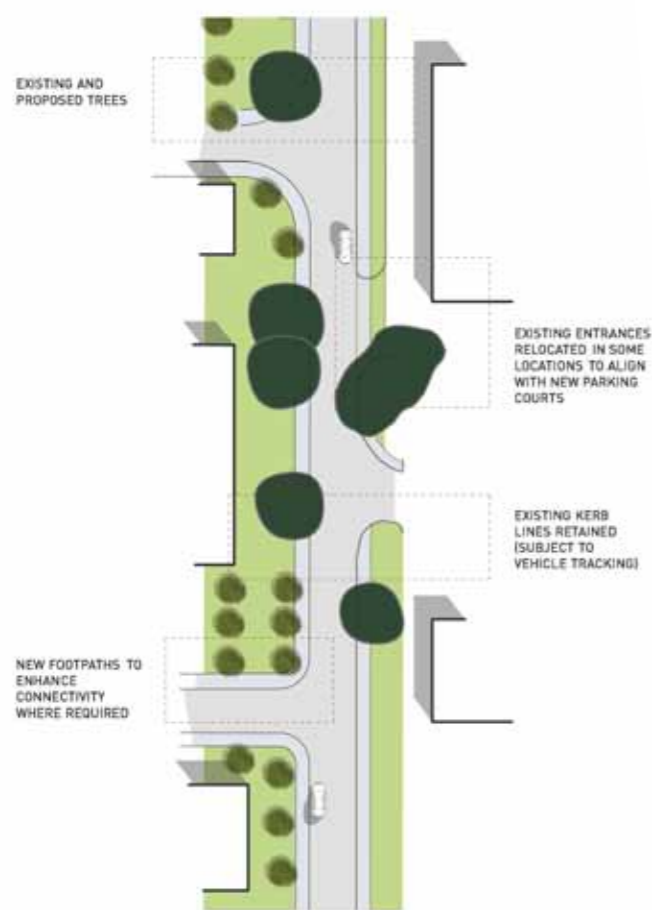 EXISTING AND
PROPOSED TREES
EXISTING ENTRANCES
RELOCATED IN SOME
LOCATIONS TO ALIGN
WITH NEW PARKING
COURTS
EXISTING KERB
LINES RETAINED
(SUBJECT TO
VEHICLE TRACKING)
NEW FOOTPATHS TO
ENHANCE
CONNECTIVITY
WHERE REQUIRED